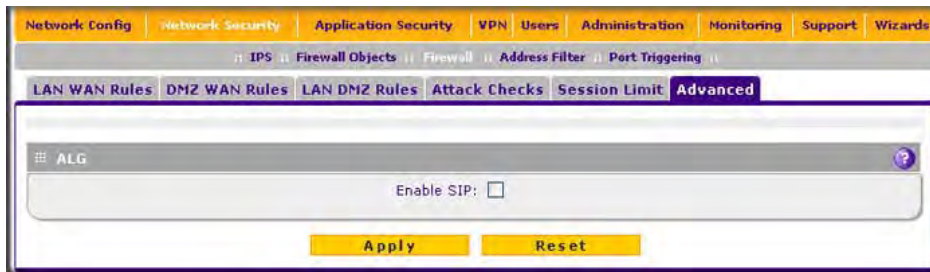 Network Config Network Security Application Security VPN Users Administration Monitoring Support Wizards
:: IPS :: Firewall Objects :: Firewall :: Address Filter :: Port Triggering ::
LAN WAN Rules DMZ WAN Rules LAN DMZ Rules Attack Checks Session Limit Advanced
ALG ?
Enable SIP:
Apply Reset